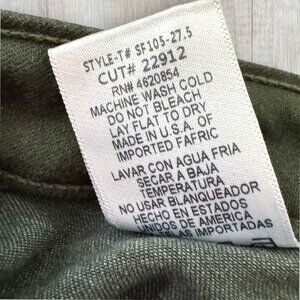 STYLE-T# SF105-27.5
CUT# 22912
RN# 4620854
MACHINE WASH COLD
DO NOT BLEACH
LAY FLAT TO DRY
MADE IN U.S.A. OF
IMPORTED FAFRIC
LAVAR CON AGUA FRIA
SECAR A BAJA
TEMPERATURA
NO USAR BLANQUEADOR
HECHO EN ESTADOS
UNIDOS DE AMERICA
IMPORTADAS